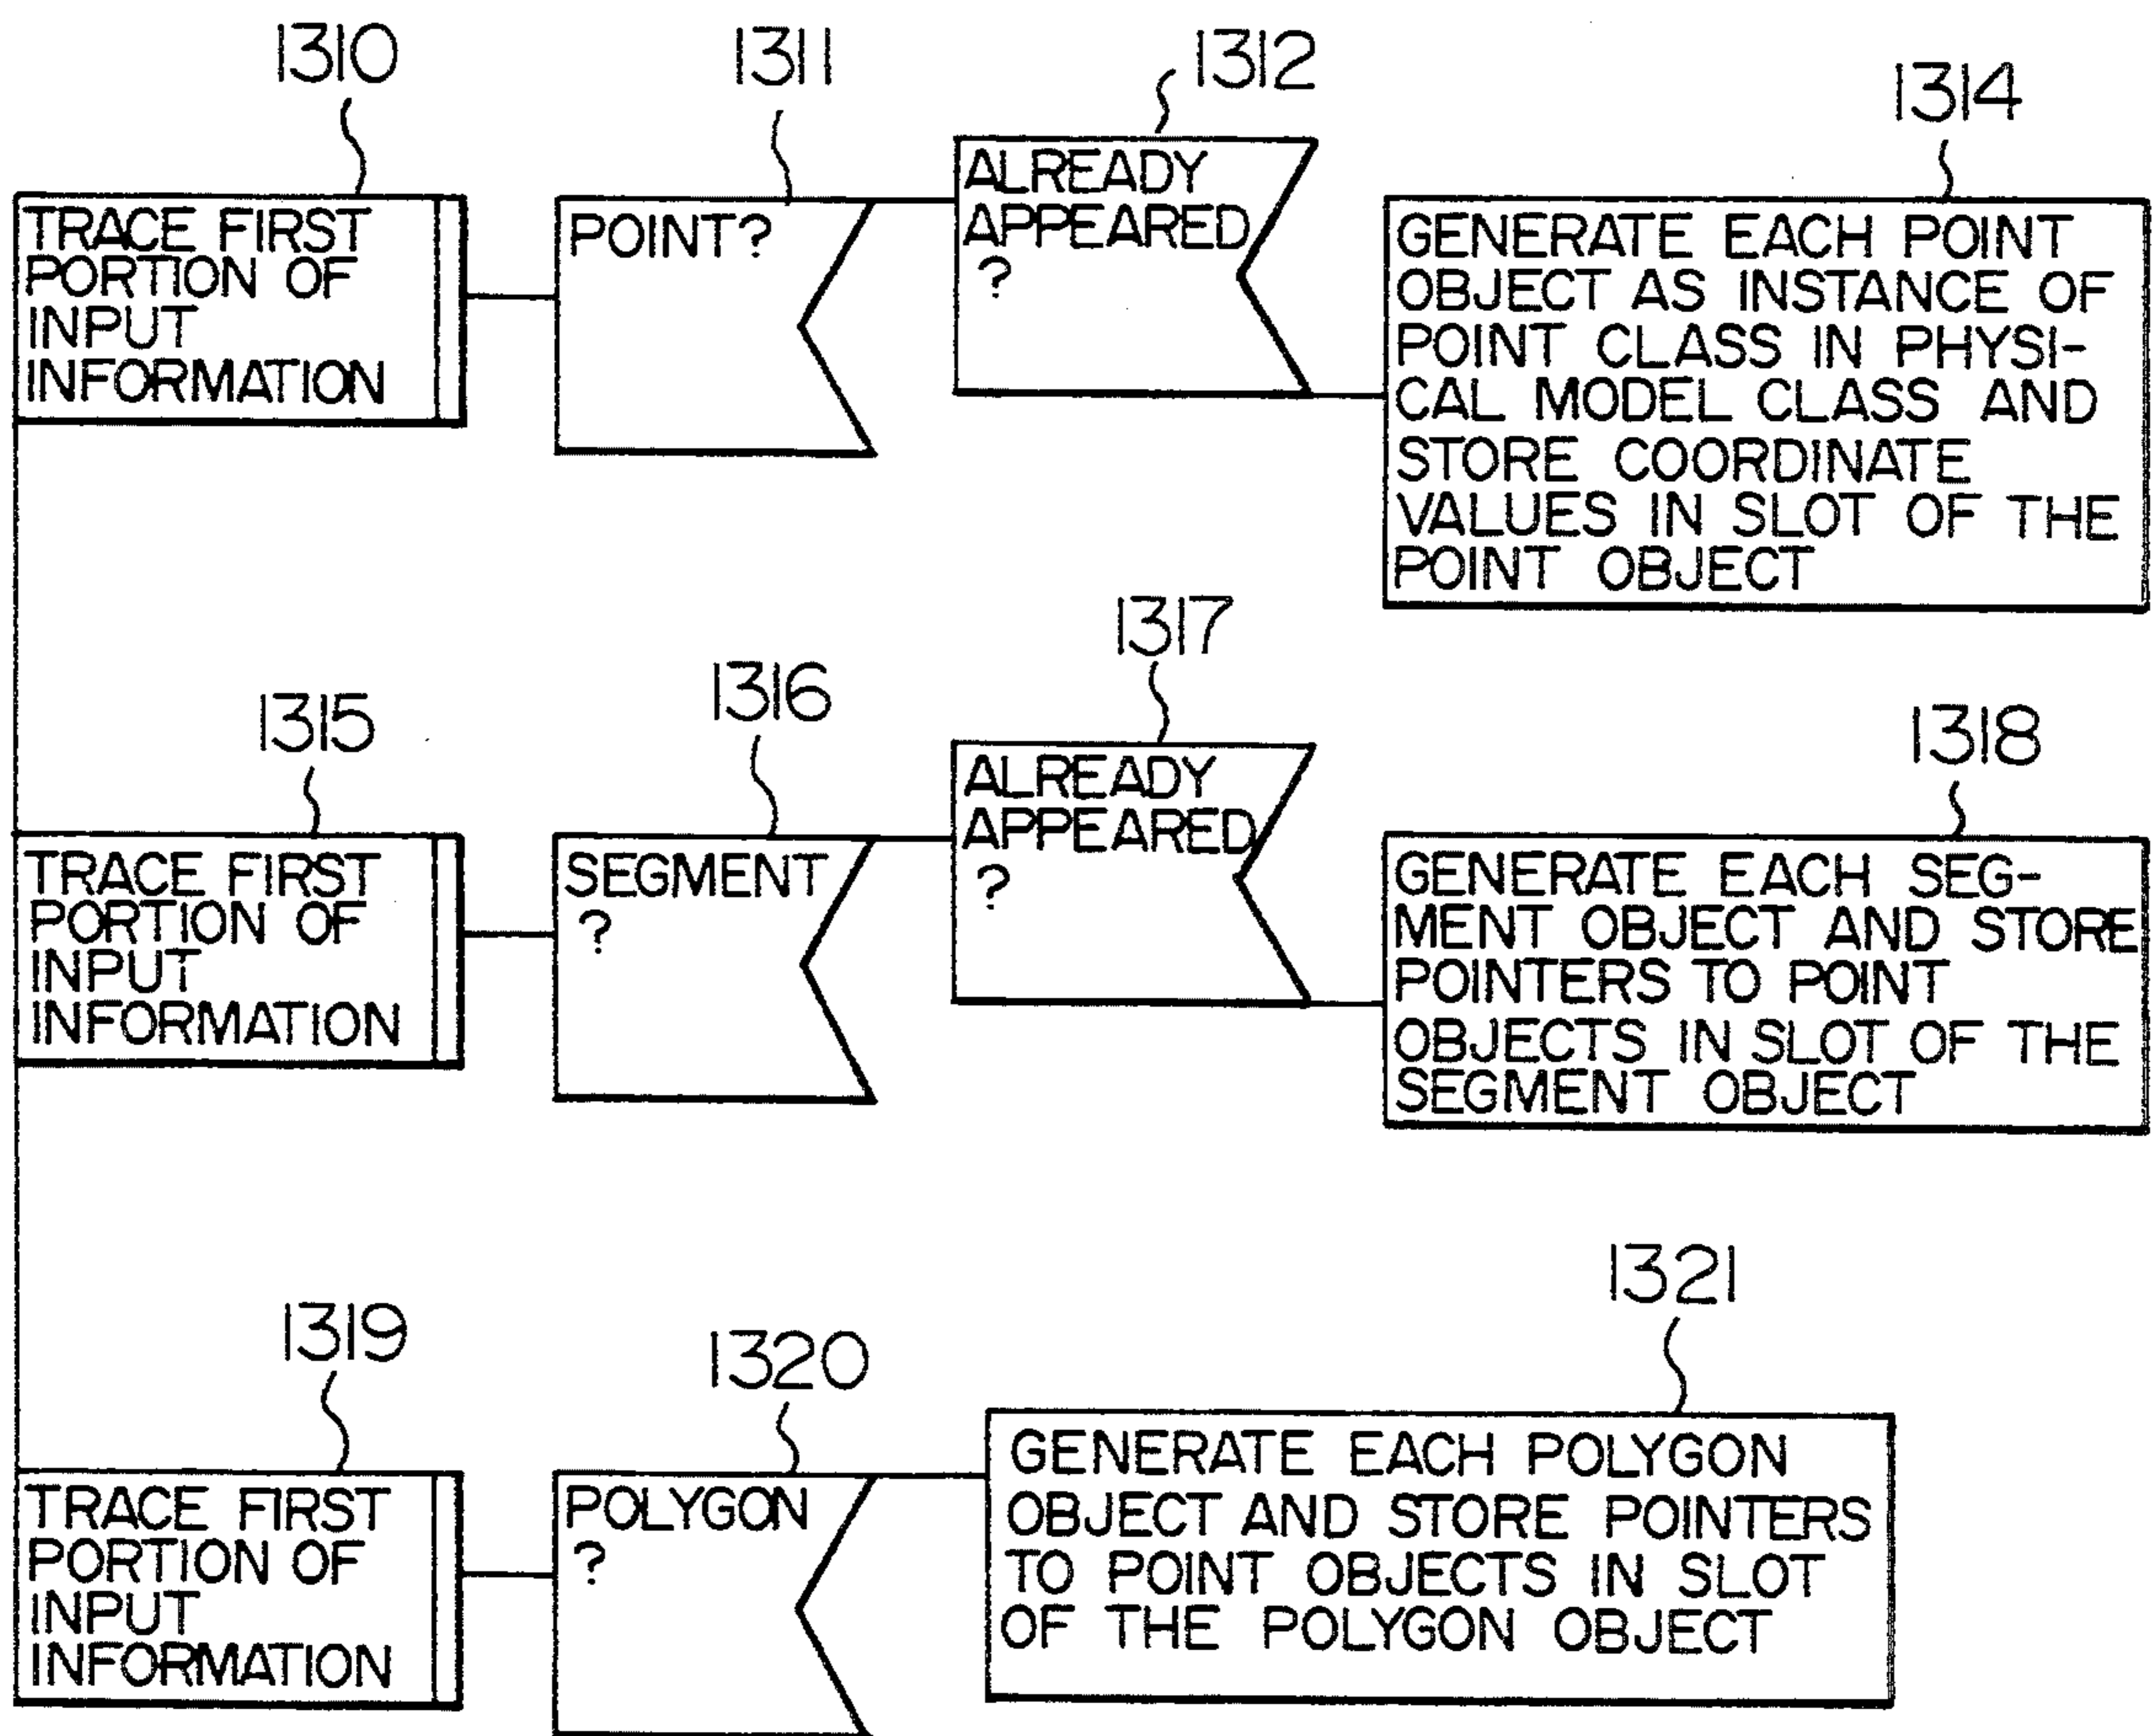 1310
TRACE FIRST
PORTION OF
INPUT
INFORMATION
1311
POINT?
1312
ALREADY
APPEARED
?
1314
GENERATE EACH POINT
OBJECT AS INSTANCE OF
POINT CLASS IN PHYSI-
CAL MODEL CLASS AND
STORE COORDINATE
VALUES IN SLOT OF THE
POINT OBJECT
1315
TRACE FIRST
PORTION OF
INPUT
INFORMATION
1316
SEGMENT
?
1317
ALREADY
APPEARED
?
1318
GENERATE EACH SEG-
MENT OBJECT AND STORE
POINTERS TO POINT
OBJECTS IN SLOT OF THE
SEGMENT OBJECT
1319
TRACE FIRST
PORTION OF
INPUT
INFORMATION
1320
POLYGON
?
1321
GENERATE EACH POLYGON
OBJECT AND STORE POINTERS
TO POINT OBJECTS IN SLOT
OF THE POLYGON OBJECT